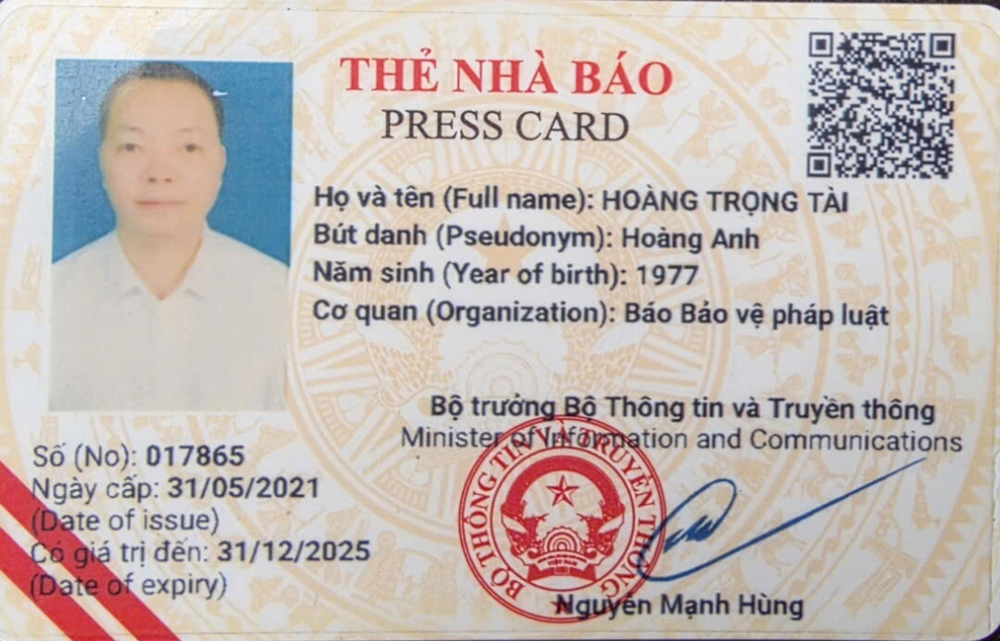 THẺ NHÀ BÁO
PRESS CARD
Họ và tên (Full name): HOÀNG TRỌNG TÀI
Bút danh (Pseudonym): Hoàng Anh
Năm sinh (Year of birth): 1977
Cơ quan (Organization): Báo Bảo vệ pháp luật
Bộ trưởng Bộ Thông tin và Truyền thông
Minister of Information and Communications
Số (No): 017865
Ngày cấp: 31/05/2021
(Date of issue)
Có giá trị đến: 31/12/2025
(Date of expiry)
BỘ THÔNG TIN VÀ TRUYỀN THÔNG
VIỆT NAM
Nguyễn Mạnh Hùng